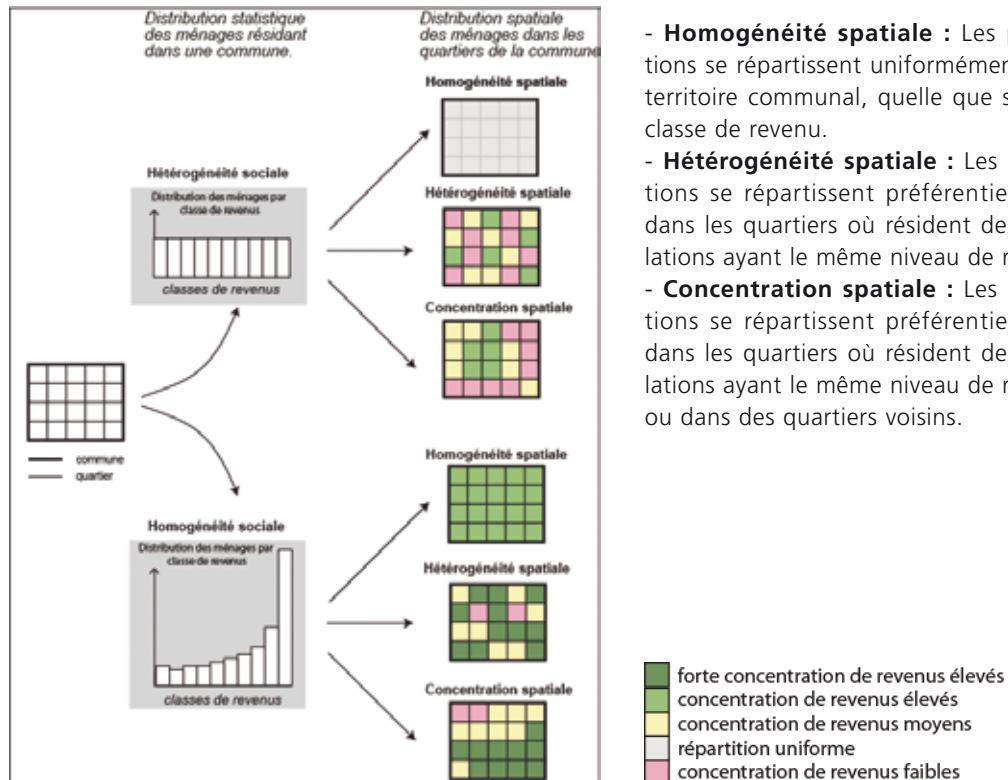 Distribution statistique
des ménages résidant
dans une commune.
Distribution spatiale
des ménages dans les
quartiers de la commune
Homogénéité spatiale
Hétérogénéité sociale
Distribution des ménages par
classe de revenus
classes de revenus
Hétérogénéité spatiale
Concentration spatiale
commune
quartier
Homogénéité spatiale
Homogénéité sociale
Distribution des ménages par
classe de revenus
classes de revenus
Hétérogénéité spatiale
Concentration spatiale
- Homogénéité spatiale : Les
tions se répartissent uniformément
territoire communal, quelle que
classe de revenu.
- Hétérogénéité spatiale : Les
tions se répartissent
dans les quartiers où résident
lations ayant le même niveau de
- Concentration spatiale : Les
tions se répartissent
dans les quartiers où résident
lations ayant le même niveau de
ou dans des quartiers voisins.
forte concentration de revenus élevés
concentration de revenus élevés
concentration de revenus moyens
répartition uniforme
concentration de revenus faibles